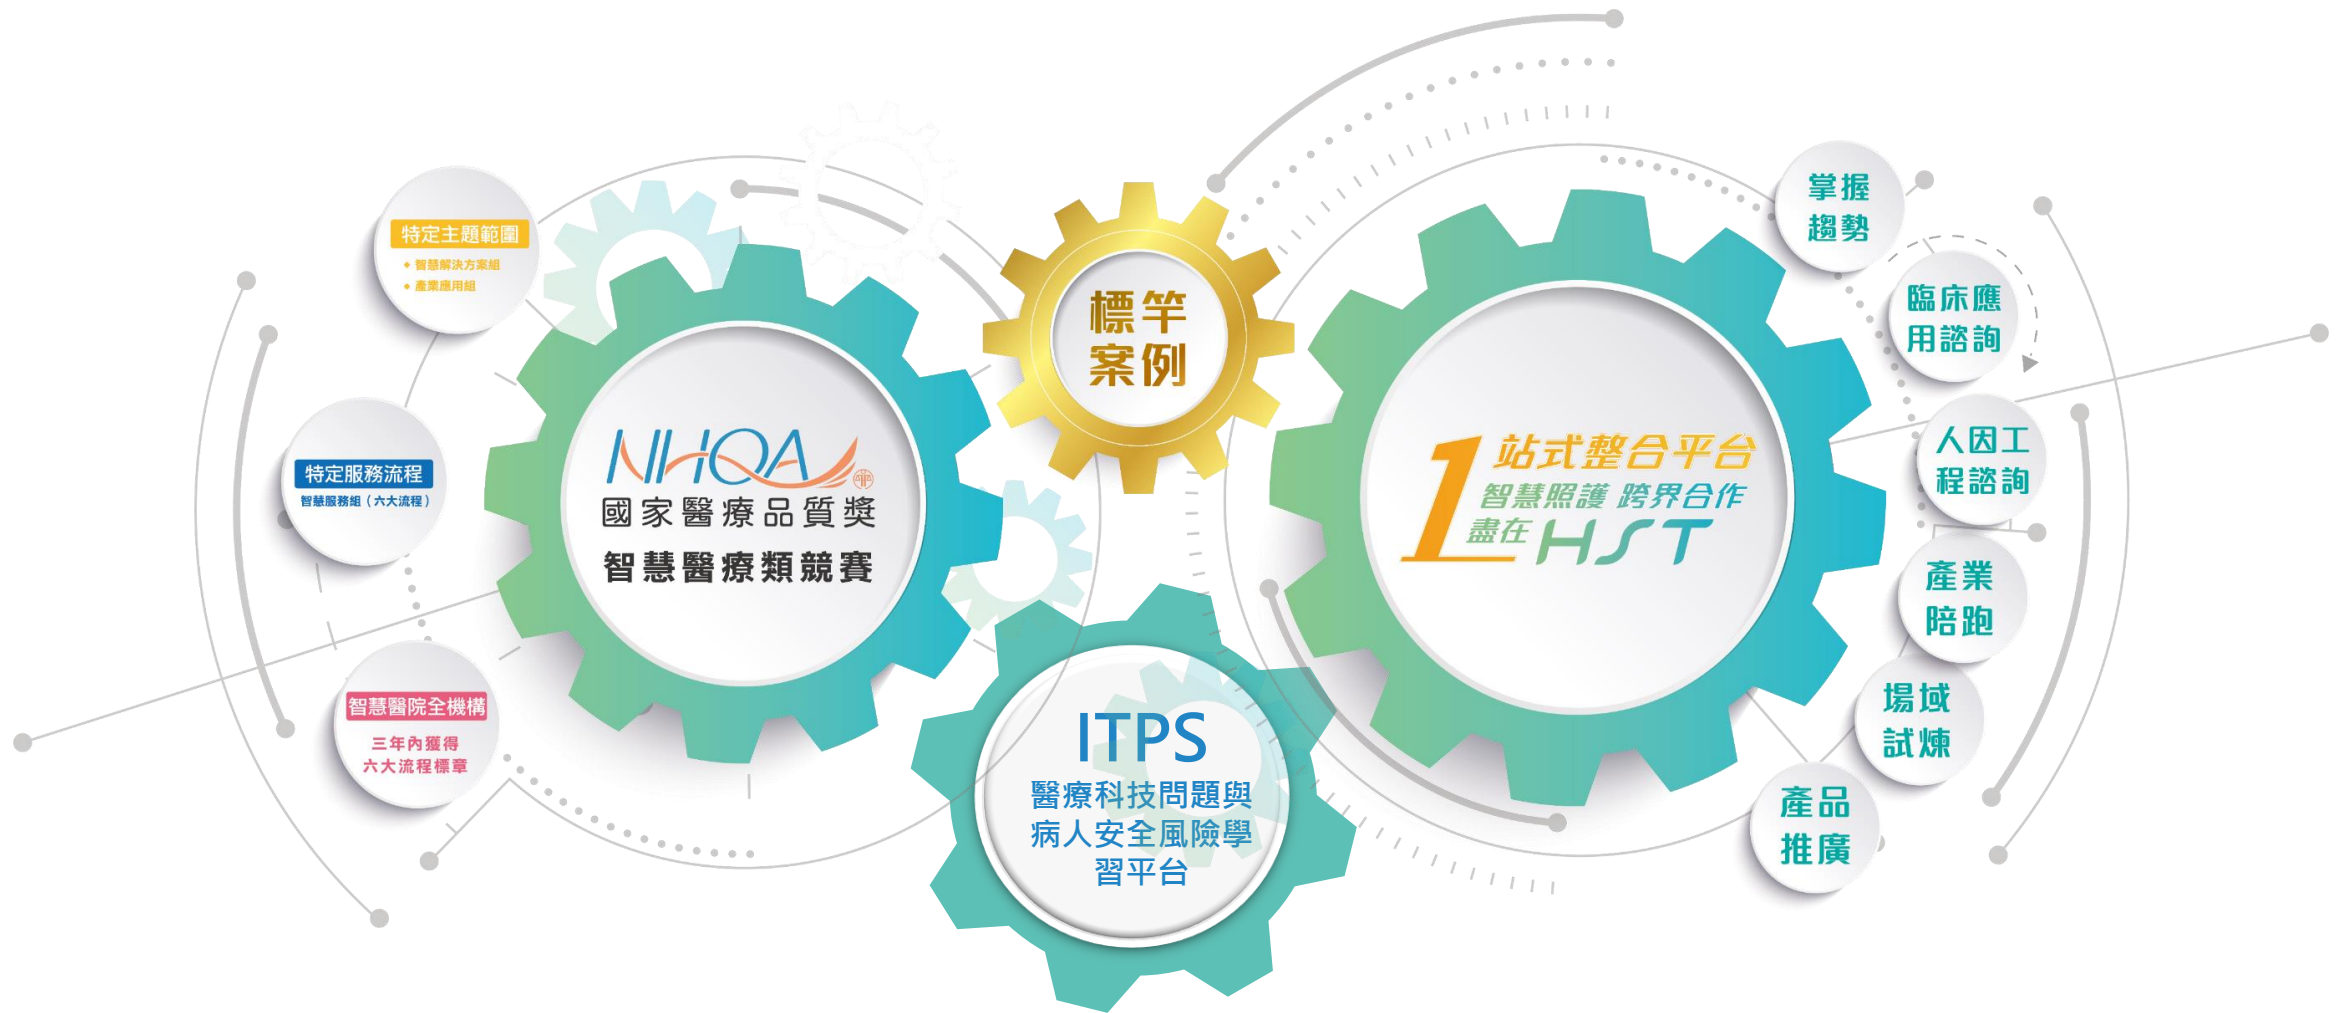 特定主題範圍
◆ 智慧解決方案組
◆ 產業應用組
特定服務流程
智慧服務組（六大流程）
智慧醫院全機構
三年內獲得
六大流程標章
NHQA
國家醫療品質獎
智慧醫療類競賽
標竿
案例
ITPS
醫療科技問題與
病人安全風險學
習平台
1站式整合平台
智慧照護 跨界合作
盡在HST
掌握
趨勢
臨床應
用諮詢
人因工
程諮詢
產業
陪跑
場域
試煉
產品
推廣